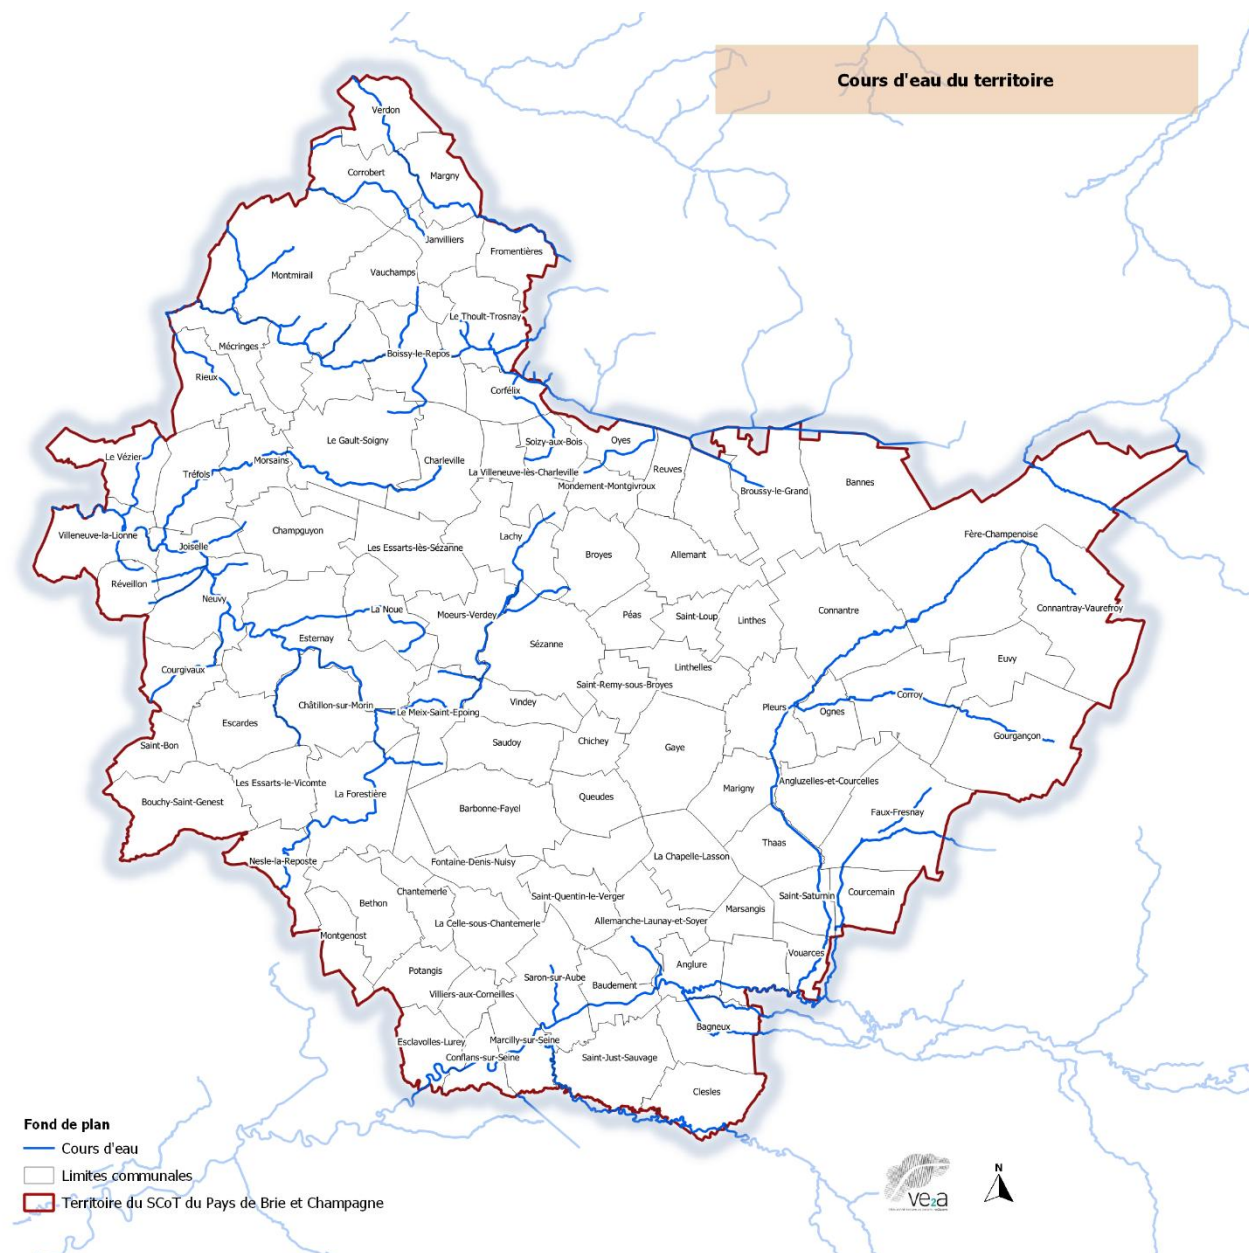 Cours d'eau du territoire
Verdon
Corrobert
Margny
Janvilliers
Fromentières
Montmirail
Vauchamps
Le Thoult-Trosnay
Mécringes
Boissy-le-Repos
Rieux
Corfélix
Le Gault-Soigny
Soizy-aux-Bois
Oyes
Le Vézier
Morsains
Charleville
Tréfols
La Villeneuve-lès-Charleville
Reuves
Mondement-Montgivroux
Broussy-le-Grand
Bannes
Villeneuve-la-Lionne
Champguyon
Lachy
Fère-Champenoise
Joiselle
Les Essarts-lès-Sézanne
Broyes
Allemant
Réveillon
Neuvy
La Noue
Moeurs-Verdey
Péas
Saint-Loup
Linthes
Connantre
Connantray-Vaurefroy
Esternay
Sézanne
Euvy
Courgivaux
Linthelles
Saint-Remy-sous-Broyes
Corroy
Châtillon-sur-Morin
Le Meix-Saint-Epoing
Vindey
Pleurs
Ognes
Escardes
Gourgançon
Saint-Bon
Saudoy
Chichey
Gaye
Les Essarts-le-Vicomte
Angluzelles-et-Courcelles
La Forestière
Marigny
Bouchy-Saint-Genest
Queudes
Barbonne-Fayel
Faux-Fresnay
Thaas
La Chapelle-Lasson
Nesle-la-Reposte
Fontaine-Denis-Nuisy
Chantemerle
Saint-Quentin-le-Verger
Saint-Saturnin
Courcemain
Bethon
Marsangis
La Celle-sous-Chantemerle
Allemanche-Launay-et-Soyer
Montgenost
Vouarces
Anglure
Potangis
Saron-sur-Aube
Baudement
Villiers-aux-Corneilles
Bagneux
Esclavolles-Lurey
Marcilly-sur-Seine
Conflans-sur-Seine
Saint-Just-Sauvage
Clesles
Fond de plan
Cours d'eau
Limites communales
Territoire du SCoT du Pays de Brie et Champagne
ve2a
N